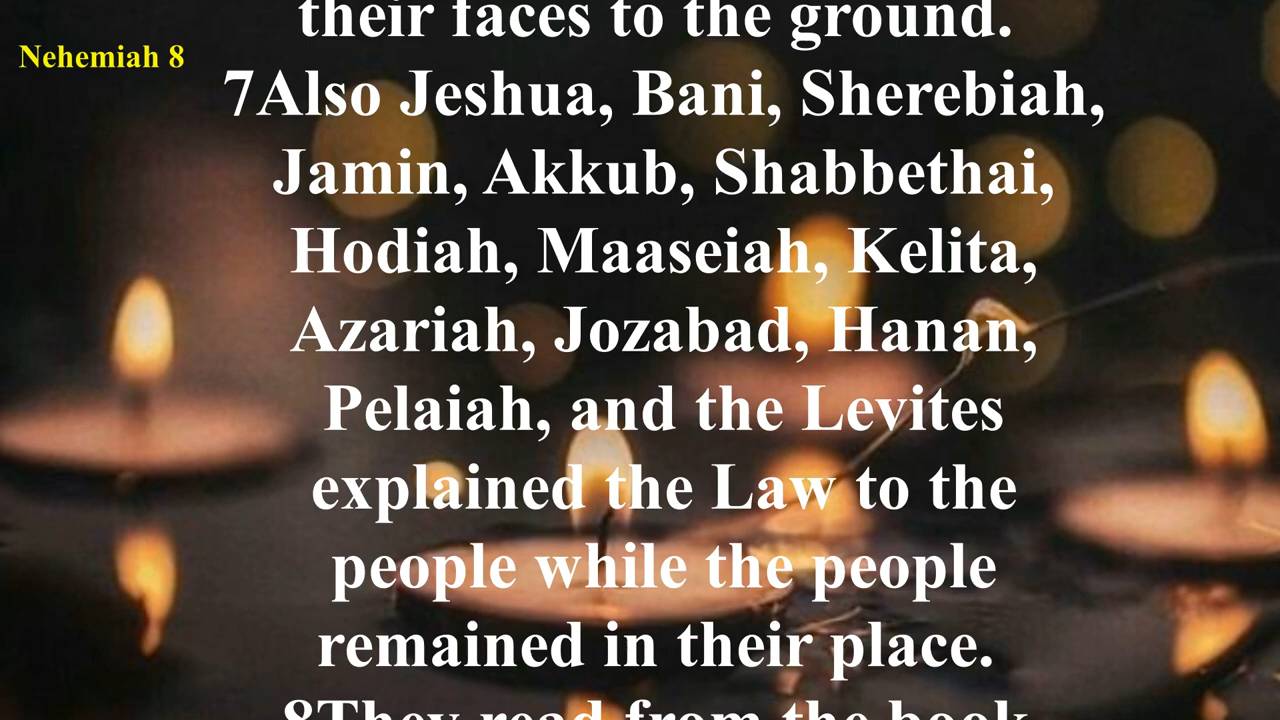 their faces to the ground.
Nehemiah 8
7Also Jeshua, Bani, Sherebiah,
Jamin, Akkub, Shabbethai,
Hodiah, Maaseiah, Kelita,
Azariah, Jozabad, Hanan,
Pelaiah, and the Levites
explained the Law to the
people while the people
remained in their place.
8They read from the book